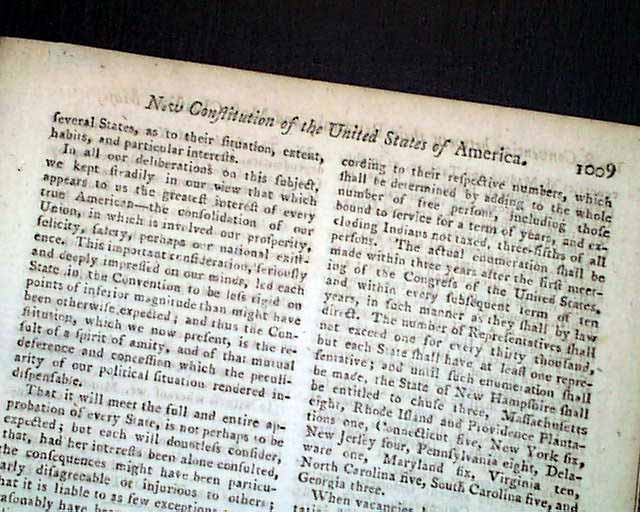 New Conſtitution of the United States of America. 1009
ſeveral States, as to their ſituation, extent,
habits, and particular intereſts.
In all our deliberations on this ſubject,
we kept ſteadily in our view that which
appears to us the greateſt intereſt of every
true American—the conſolidation of our
Union, in which is involved our proſperity,
felicity, ſafety, perhaps our national exiſt-
ence. This important conſideration, ſeriouſly
and deeply impreſſed on our minds, led each
State in the Convention to be leſs rigid on
points of inferior magnitude than might have
been otherwiſe expected; and thus the Con-
ſtitution, which we now preſent, is the re-
ſult of a ſpirit of amity, and of that mutual
deference and conceſſion which the peculi-
arity of our political ſituation rendered in-
diſpenſable.
That it will meet the full and entire ap-
probation of every State, is not perhaps to be
expected; but each will doubtleſs conſider,
that, had her intereſts been alone conſulted,
the conſequences might have been particu-
arly diſagreeable or injurious to others;
hat it is liable to as few exceptions
aſonably have been
cording to their reſpective numbers, which
ſhall be determined by adding to the whole
number of free perſons, including thoſe
bound to ſervice for a term of years, and ex-
cluding Indians not taxed, three-fifths of all
perſons. The actual enumeration ſhall be
made within three years after the firſt meet-
ing of the Congreſs of the United States,
and within every ſubſequent term of ten
years, in ſuch manner as they ſhall by law
direct. The number of Repreſentatives ſhall
not exceed one for every thirty thouſand,
but each State ſhall have at leaſt one repre-
ſentative; and until ſuch enumeration ſhall
be made, the State of New Hampſhire ſhall
be entitled to chuſe three, Maſſachuſetts
eight, Rhode Iſland and Providence Planta-
tions one, Connecticut five, New York ſix,
New Jerſey four, Pennſylvania eight, Dela-
ware one, Maryland ſix, Virginia ten,
North Carolina five, South Carolina five, and
Georgia three.
When vacancies